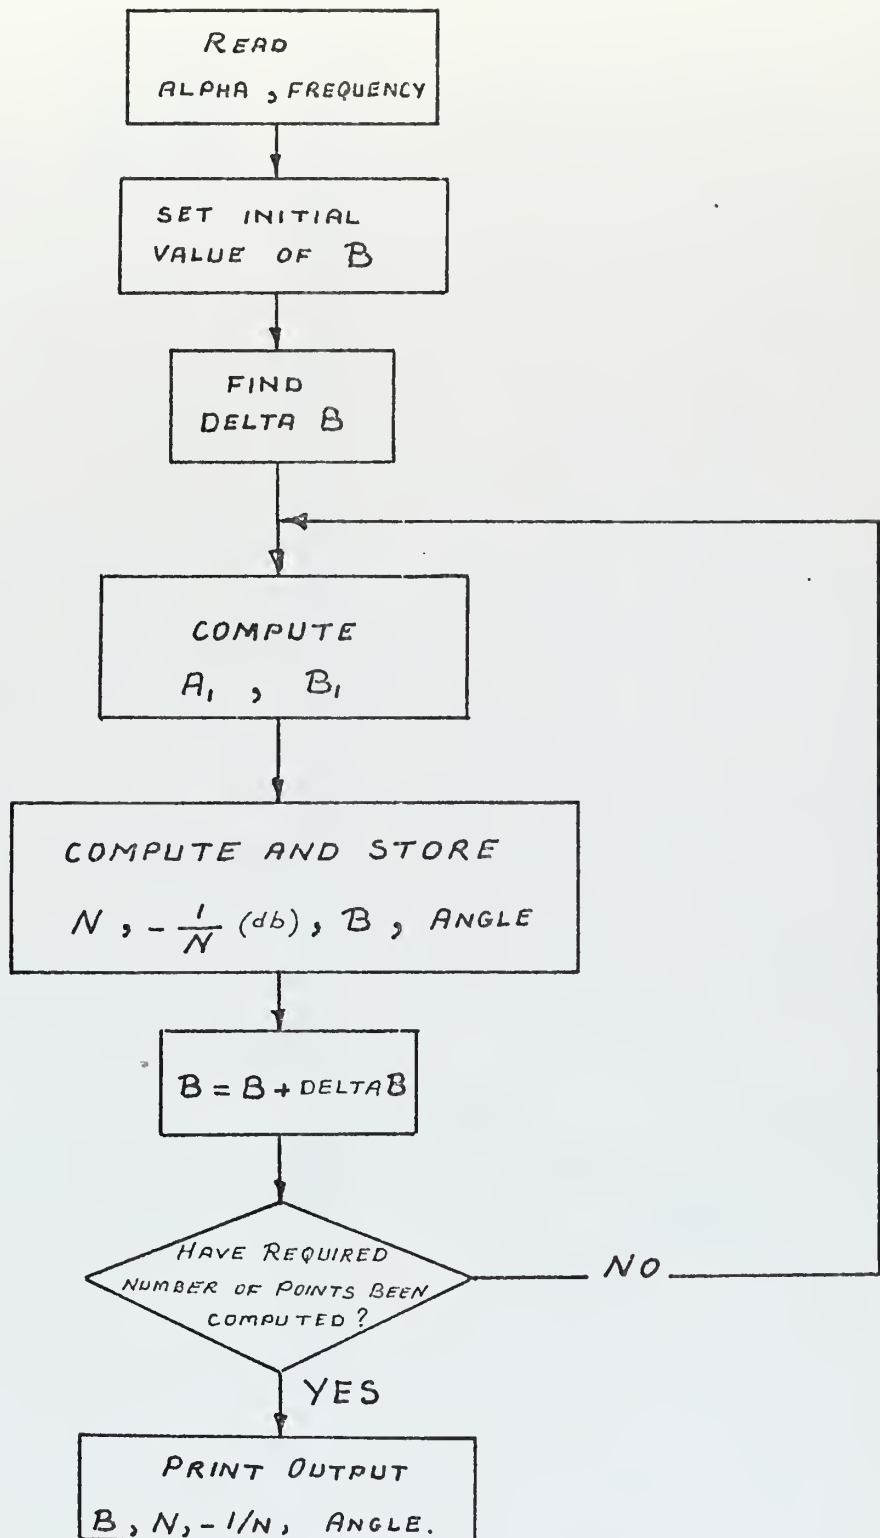 READ
ALPHA, FREQUENCY
SET INITIAL
VALUE OF B
FIND
DELTA B
COMPUTE
A₁, B₁
COMPUTE AND STORE
N, -1/N (db), B, ANGLE
B = B + DELTA B
HAVE REQUIRED
NUMBER OF POINTS BEEN
COMPUTED?
NO
YES
PRINT OUTPUT
B, N, -1/N, ANGLE.